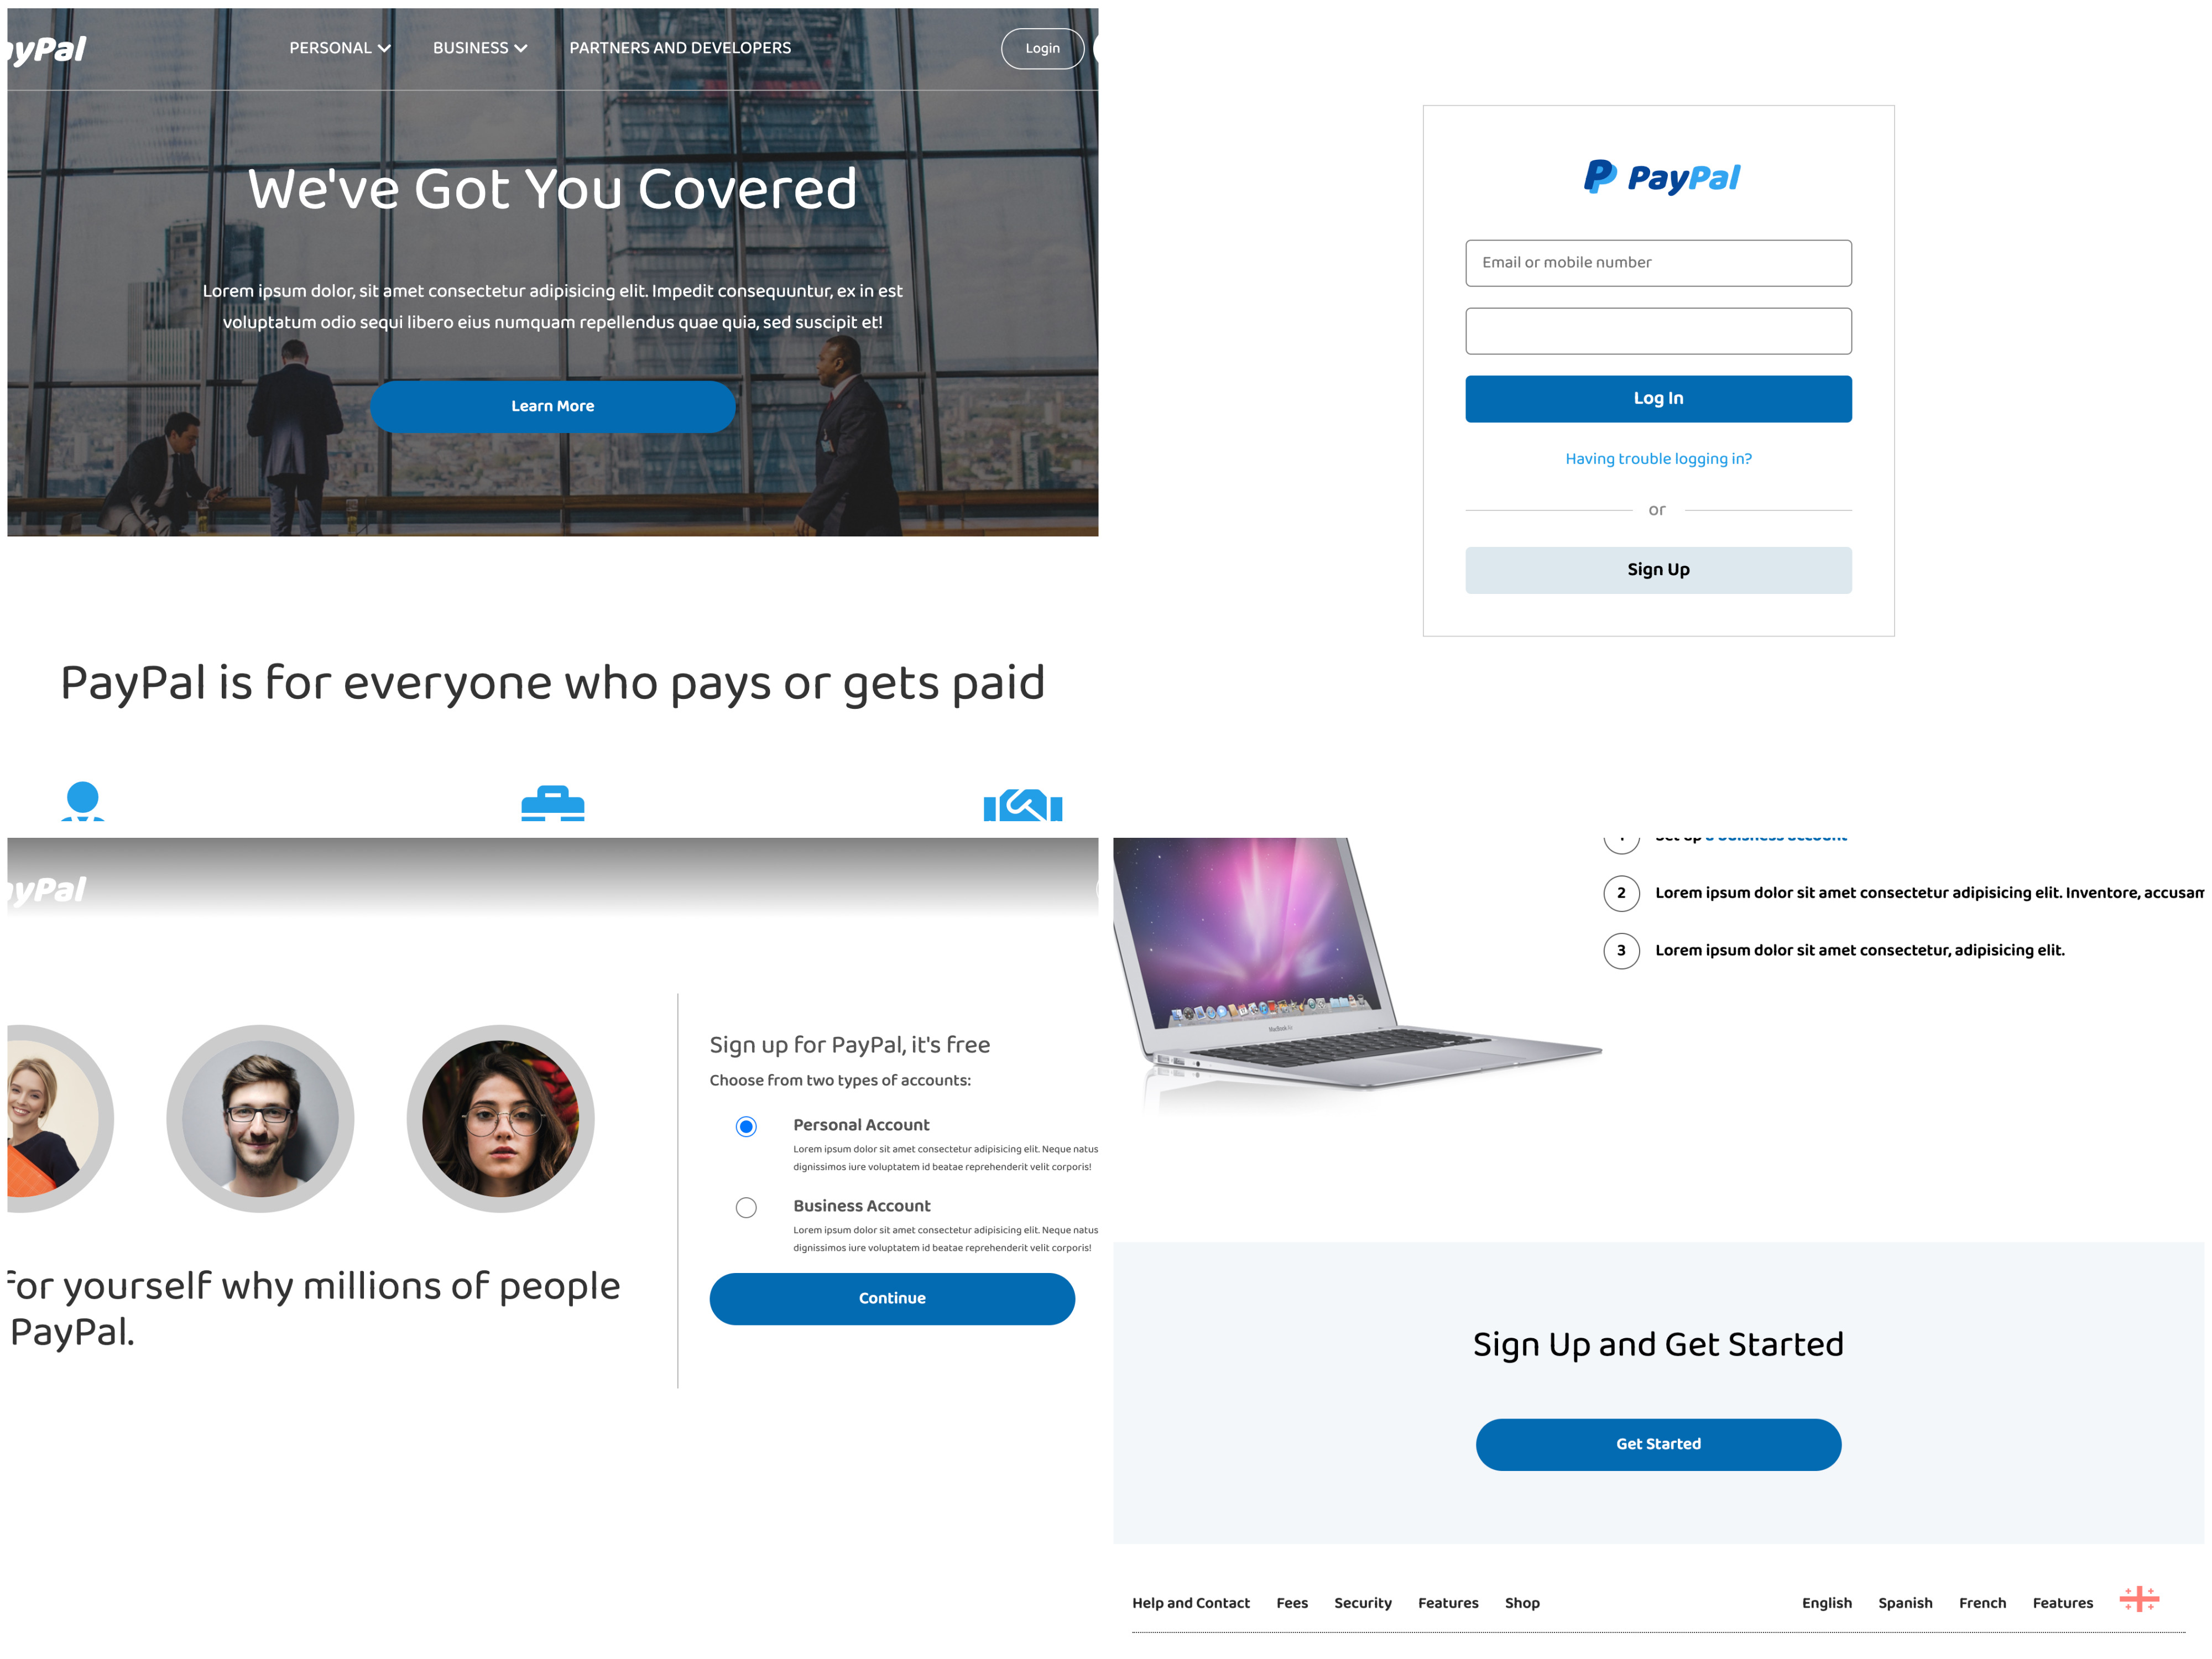 ayPal
PERSONAL
BUSINESS
PARTNERS AND DEVELOPERS
Login
We've Got You Covered
Lorem ipsum dolor, sit amet consectetur adipisicing elit. Impedit consequuntur, ex in est
voluptatum odio sequi libero eius numquam repellendus quae quia, sed suscipit et!
Learn More
PayPal is for everyone who pays or gets paid
PayPal
Email or mobile number
Log In
Having trouble logging in?
or
Sign Up
ayPal
Sign up for PayPal, it's free
Choose from two types of accounts:
Personal Account
Lorem ipsum dolor sit amet consectetur adipisicing elit. Neque natus
dignissimos iure voluptatem id beatae reprehenderit velit corporis!
Business Account
Lorem ipsum dolor sit amet consectetur adipisicing elit. Neque natus
dignissimos iure voluptatem id beatae reprehenderit velit corporis!
Continue
for yourself why millions of people
PayPal.
2 Lorem ipsum dolor sit amet consectetur adipisicing elit. Inventore, accusam
3 Lorem ipsum dolor sit amet consectetur, adipisicing elit.
MacBook Air
Sign Up and Get Started
Get Started
Help and Contact Fees Security Features Shop
English Spanish French Features